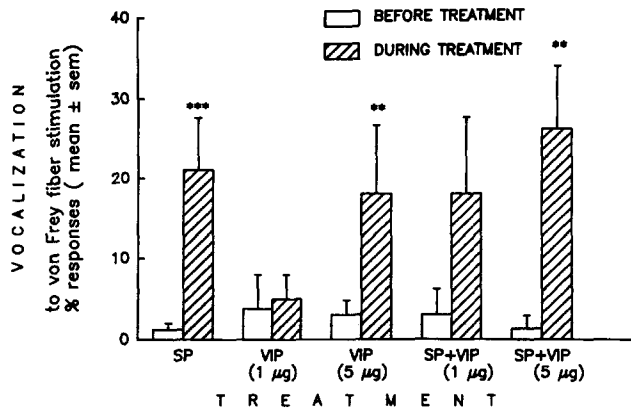 BEFORE TREATMENT
DURING TREATMENT
VOCALIZATION
to von Frey fiber stimulation
% responses ( mean ± sem)
40
30
20
10
0
***
**
**
SP
VIP
(1 µg)
VIP
(5 µg)
SP+VIP
(1 µg)
SP+VIP
(5 µg)
TREATMENT